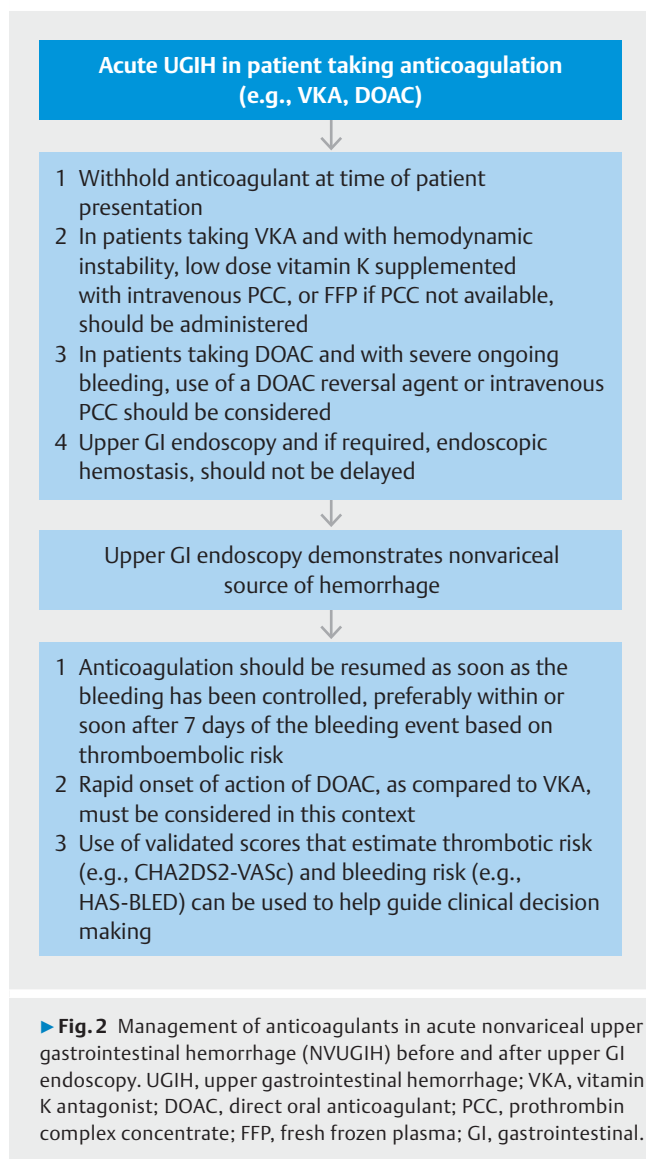 Acute UGIH in patient taking anticoagulation
(e.g., VKA, DOAC)
1 Withhold anticoagulant at time of patient
presentation
2 In patients taking VKA and with hemodynamic
instability, low dose vitamin K supplemented
with intravenous PCC, or FFP if PCC not available,
should be administered
3 In patients taking DOAC and with severe ongoing
bleeding, use of a DOAC reversal agent or intravenous
PCC should be considered
4 Upper GI endoscopy and if required, endoscopic
hemostasis, should not be delayed
Upper GI endoscopy demonstrates nonvariceal
source of hemorrhage
1 Anticoagulation should be resumed as soon as the
bleeding has been controlled, preferably within or
soon after 7 days of the bleeding event based on
thromboembolic risk
2 Rapid onset of action of DOAC, as compared to VKA,
must be considered in this context
3 Use of validated scores that estimate thrombotic risk
(e.g., CHA2DS2-VASc) and bleeding risk (e.g.,
HAS-BLED) can be used to help guide clinical decision
making
▶ Fig. 2 Management of anticoagulants in acute nonvariceal upper
gastrointestinal hemorrhage (NVUGIH) before and after upper GI
endoscopy. UGIH, upper gastrointestinal hemorrhage; VKA, vitamin
K antagonist; DOAC, direct oral anticoagulant; PCC, prothrombin
complex concentrate; FFP, fresh frozen plasma; GI, gastrointestinal.